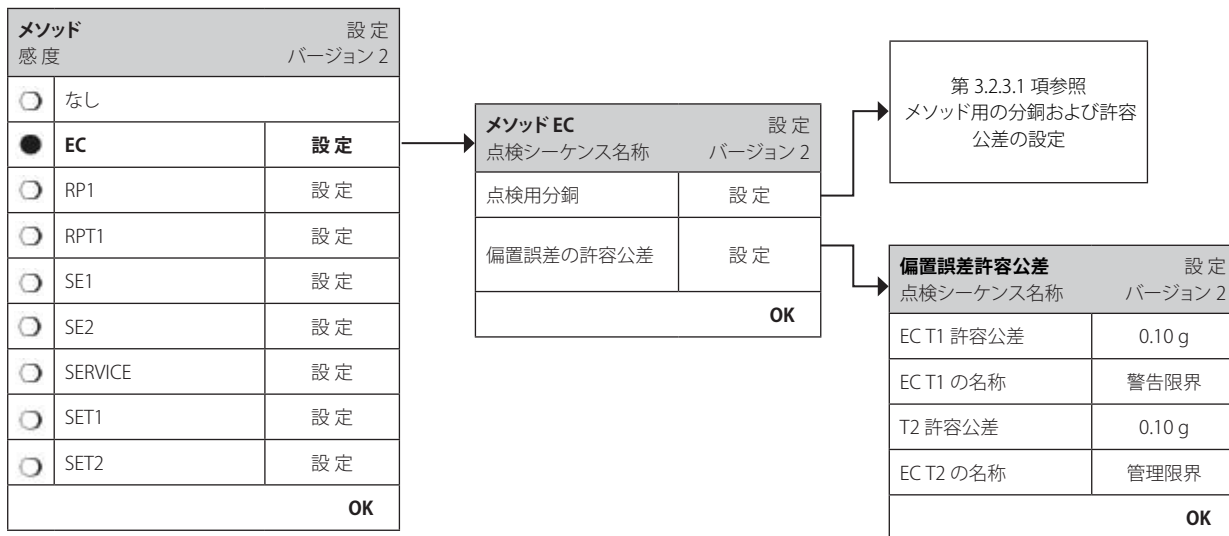 メソッド 設定
感度 バージョン 2
なし
EC 設定
RP1 設定
RPT1 設定
SE1 設定
SE2 設定
SERVICE 設定
SET1 設定
SET2 設定
OK
メソッド EC 設定
点検シーケンス名称 バージョン 2
点検用分銅 設定
偏置誤差の許容公差 設定
OK
第 3.2.3.1 項参照
メソッド用の分銅および許容
公差の設定
偏置誤差許容公差 設定
点検シーケンス名称 バージョン 2
EC T1 許容公差 0.10 g
EC T1 の名称 警告限界
T2 許容公差 0.10 g
EC T2 の名称 管理限界
OK